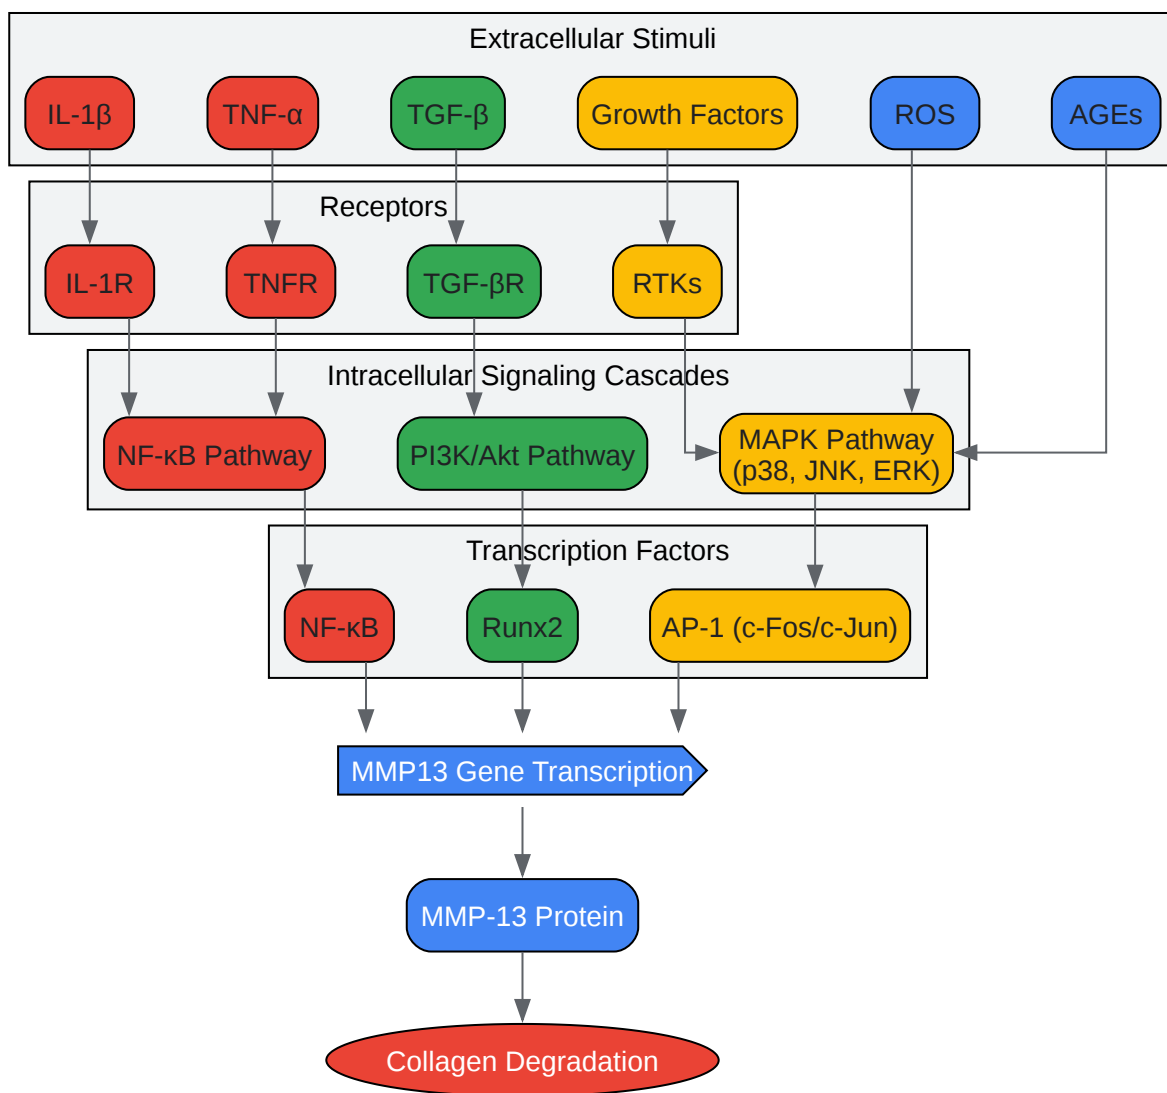 Extracellular Stimuli
IL-1β
TNF-α
TGF-β
Growth Factors
ROS
AGEs
Receptors
IL-1R
TNFR
TGF-βR
RTKs
Intracellular Signaling Cascades
NF-κB Pathway
PI3K/Akt Pathway
MAPK Pathway
(p38, JNK, ERK)
Transcription Factors
NF-κB
Runx2
AP-1 (c-Fos/c-Jun)
MMP13 Gene Transcription
MMP-13 Protein
Collagen Degradation